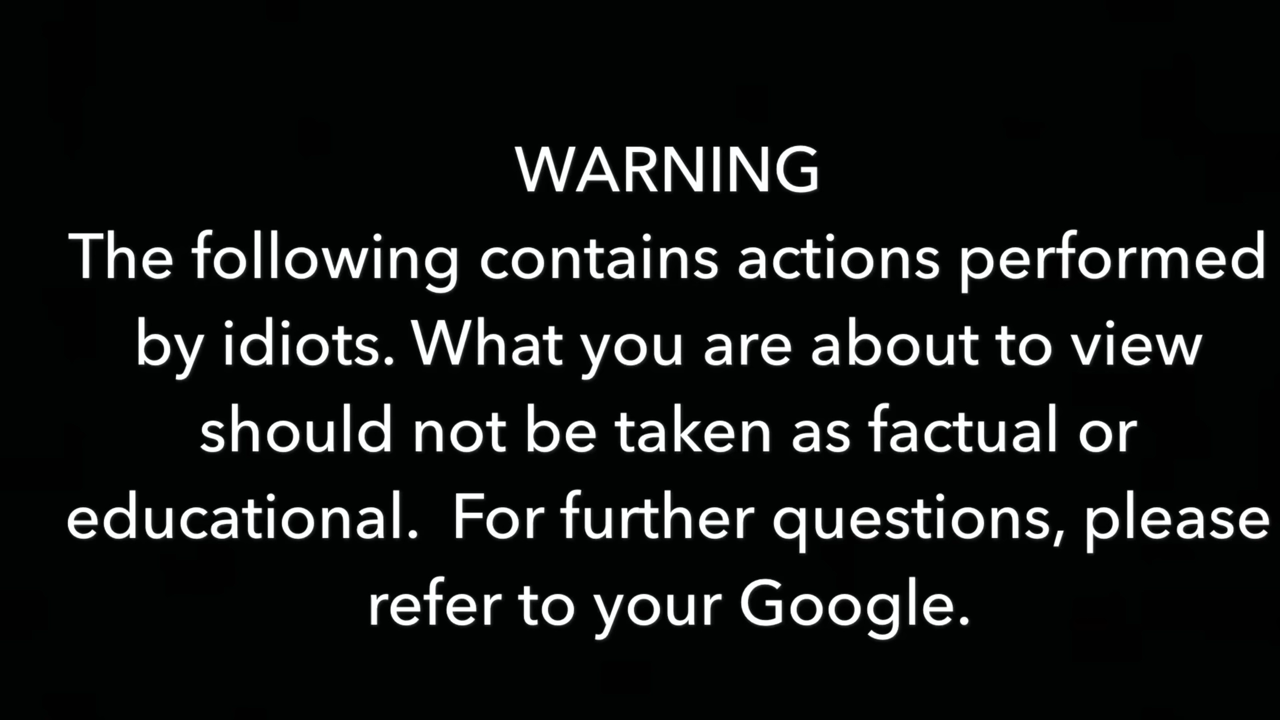 WARNING
The following contains actions performed
by idiots. What you are about to view
should not be taken as factual or
educational.  For further questions, please
refer to your Google.